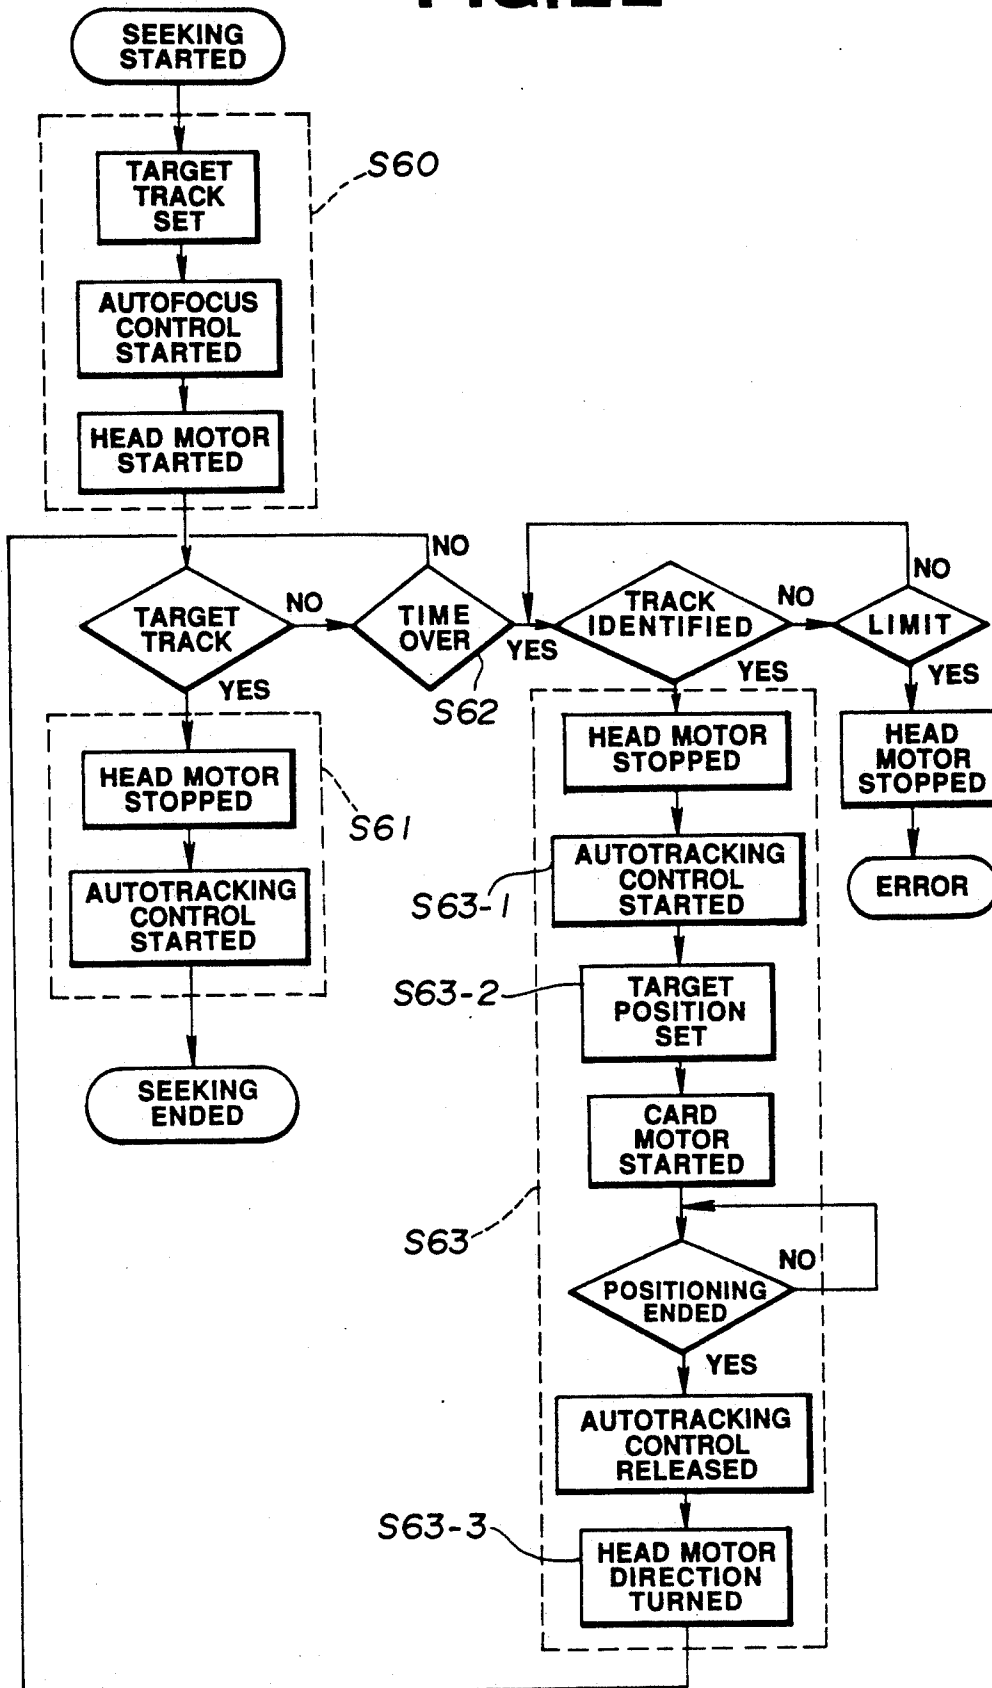 SEEKING
STARTED
TARGET
TRACK
SET
S60
AUTOFOCUS
CONTROL
STARTED
HEAD MOTOR
STARTED
TARGET
TRACK
NO
YES
TIME
OVER
NO
YES
S62
TRACK
IDENTIFIED
NO
YES
LIMIT
NO
YES
HEAD MOTOR
STOPPED
AUTOTRACKING
CONTROL
STARTED
S61
SEEKING
ENDED
HEAD MOTOR
STOPPED
AUTOTRACKING
CONTROL
STARTED
S63-1
TARGET
POSITION
SET
S63-2
CARD
MOTOR
STARTED
S63
POSITIONING
ENDED
NO
YES
AUTOTRACKING
CONTROL
RELEASED
HEAD MOTOR
DIRECTION
TURNED
S63-3
HEAD
MOTOR
STOPPED
ERROR